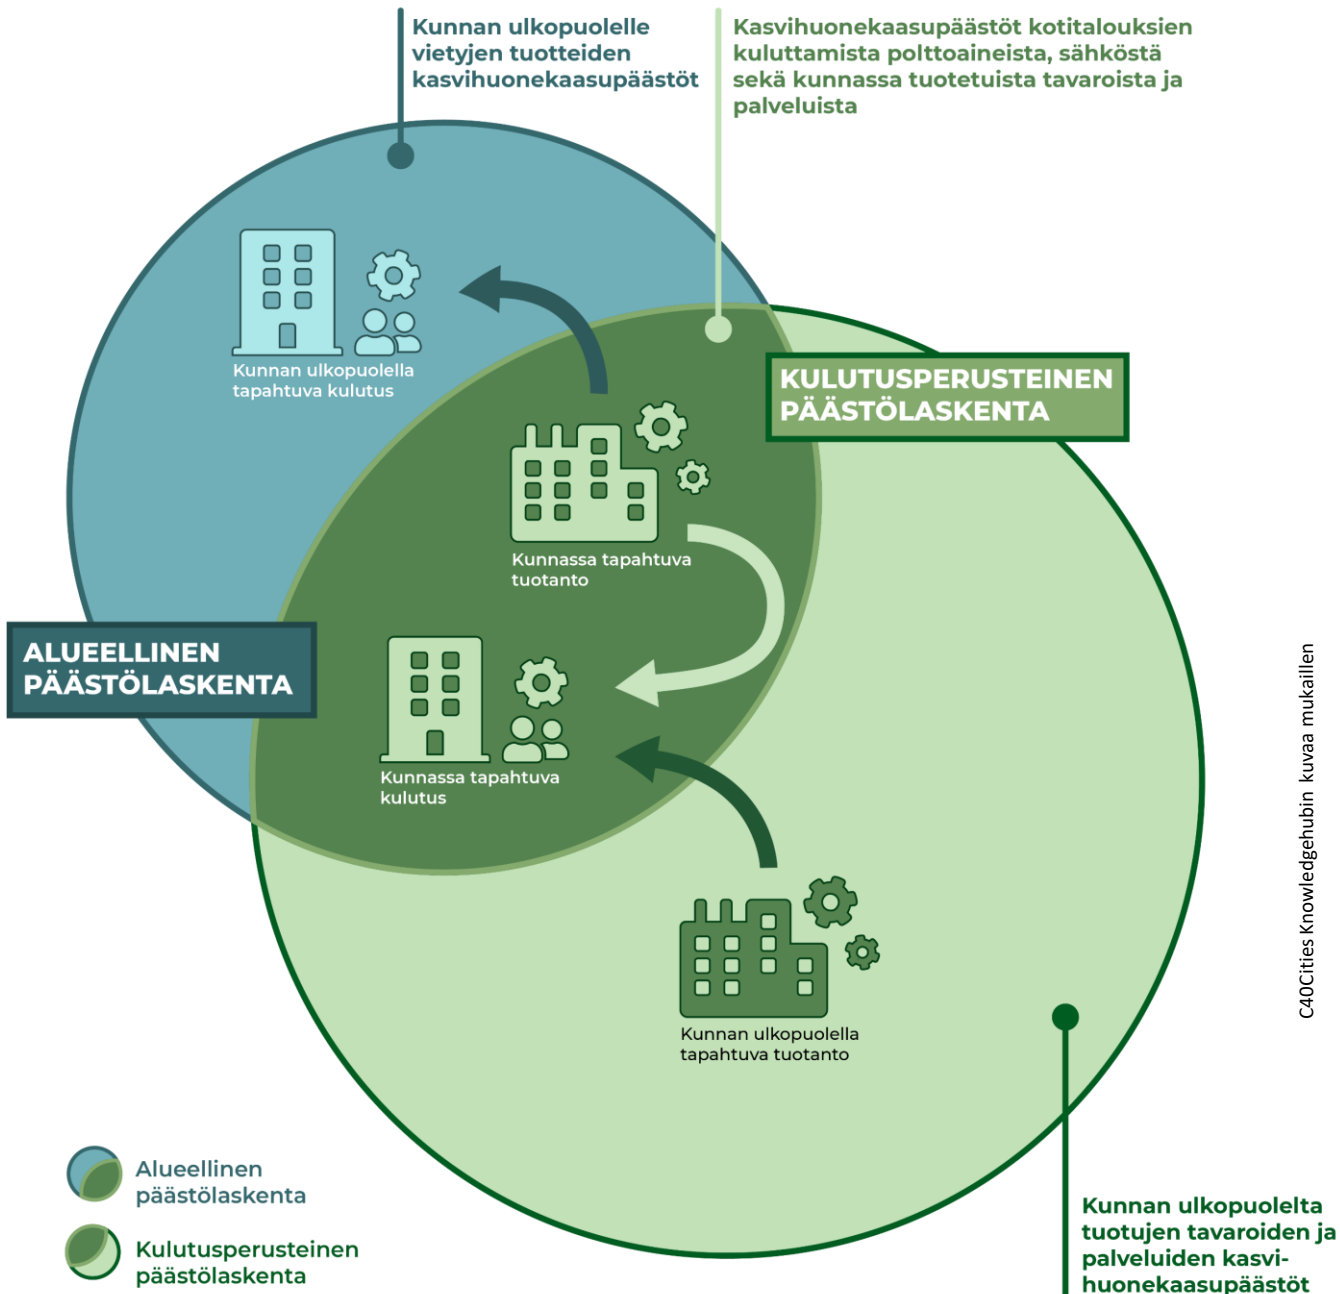 Kunnan ulkopuolelle
vietyjen tuotteiden
kasvihuonekaasupäästöt
Kasvihuonekaasupäästöt kotitalouksien
kuluttamista polttoaineista, sähköstä
sekä kunnassa tuotetuista tavaroista ja
palveluista
Kunnan ulkopuolella
tapahtuva kulutus
KULUTUSPERUSTEINEN
PÄÄSTÖLASKENTA
Kunnassa tapahtuva
tuotanto
ALUEELLINEN
PÄÄSTÖLASKENTA
Kunnassa tapahtuva
kulutus
Kunnan ulkopuolella
tapahtuva tuotanto
C40Cities Knowledgehubin kuvaa mukaillen
Alueellinen
päästölaskenta
Kulutusperusteinen
päästölaskenta
Kunnan ulkopuolelta
tuotujen tavaroiden ja
palveluiden kasvi-
huonekaasupäästöt